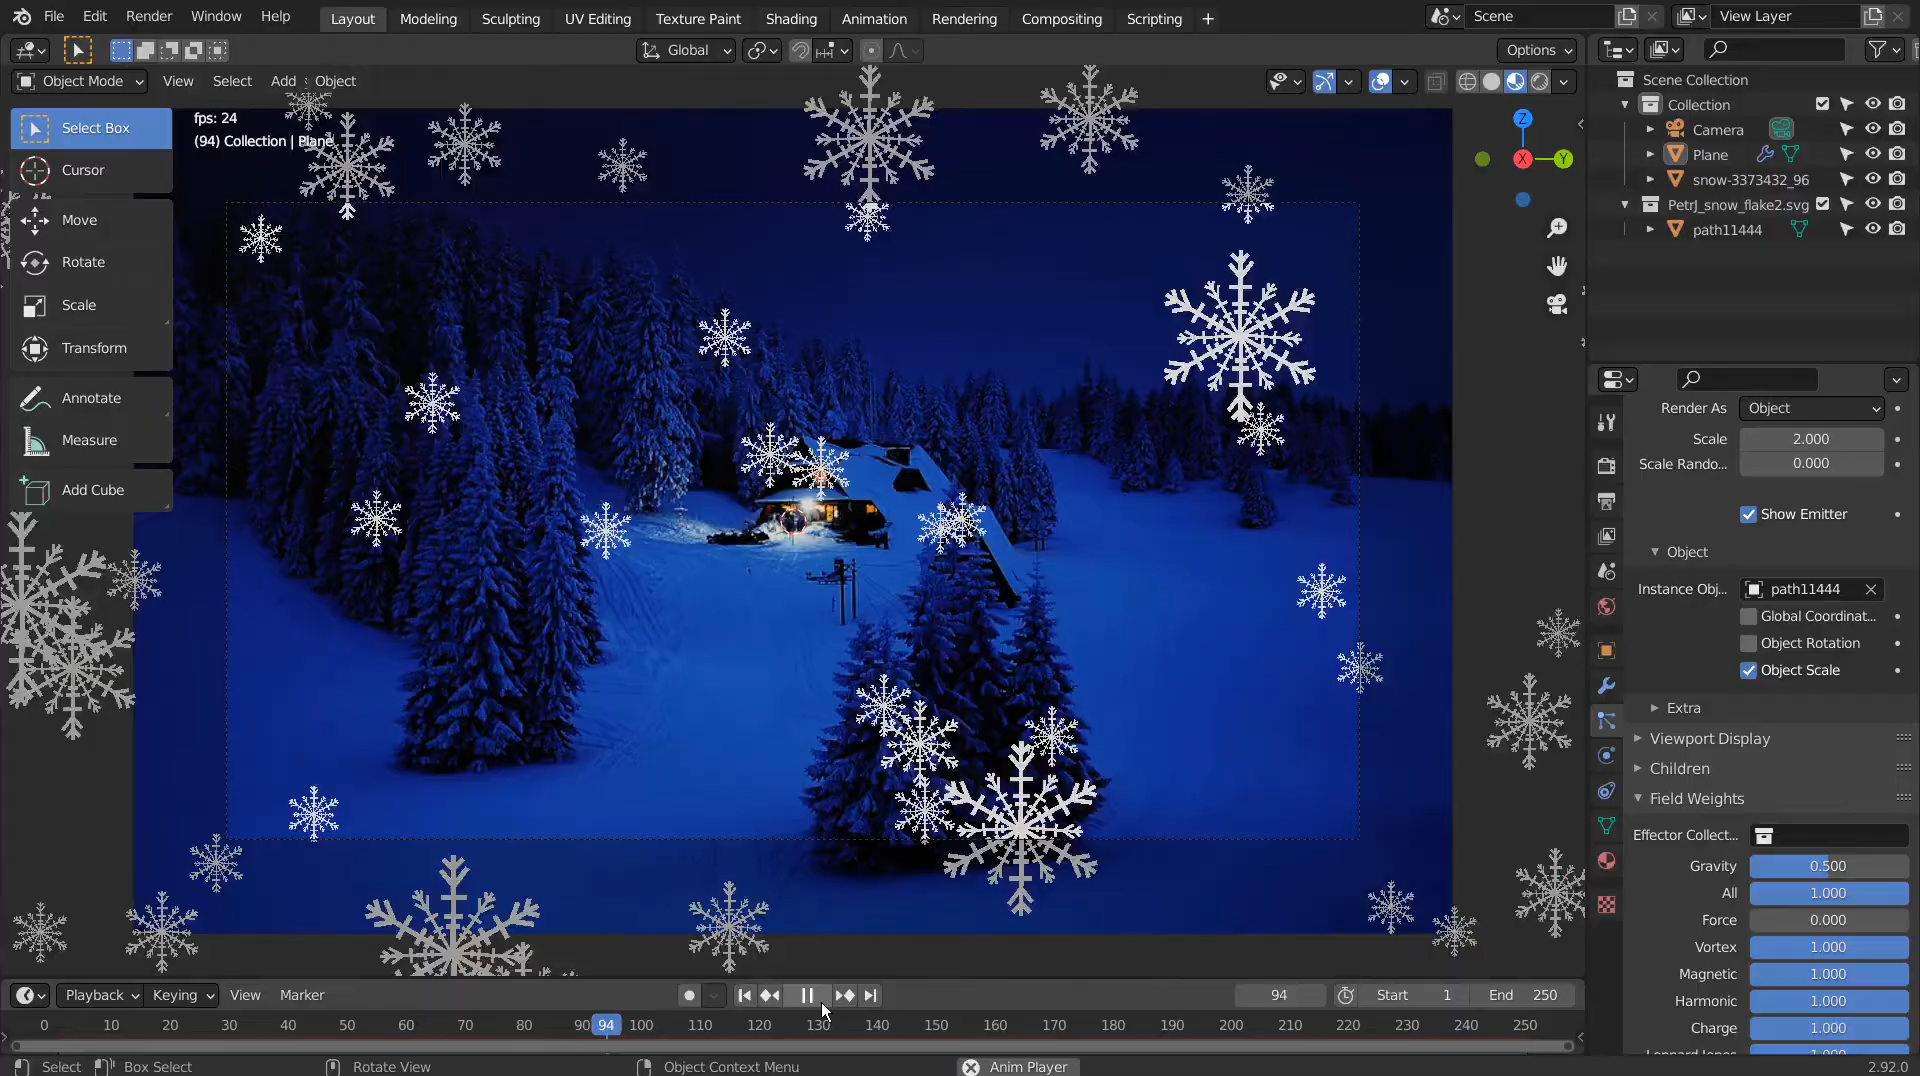 File Edit Render Window Help Layout Modeling Sculpting UV Editing Texture Paint Shading Animation Rendering Compositing Scripting + Scene View Layer
Global Options
Object Mode View Select Add Object
Select Box
Cursor
Move
Rotate
Scale
Transform
Annotate
Measure
Add Cube
fps: 24
(94) Collection | Plane
Z
X Y
Scene Collection
Collection
Camera
Plane
snow-3373432_96
PetrJ_snow_flake2.svg
path11444
Render As Object
Scale 2.000
Scale Rando... 0.000
Show Emitter
Object
Instance Obj... path11444
Global Coordinat...
Object Rotation
Object Scale
Extra
Viewport Display
Children
Field Weights
Effector Collect...
Gravity 0.500
All 1.000
Force 0.000
Vortex 1.000
Magnetic 1.000
Harmonic 1.000
Charge 1.000
Playback Keying View Marker 94 Start 1 End 250
0 10 20 30 40 50 60 70 80 90 94 100 110 120 130 140 150 160 170 180 190 200 210 220 230 240 250
Select Box Select Rotate View Object Context Menu Anim Player 2.92.0